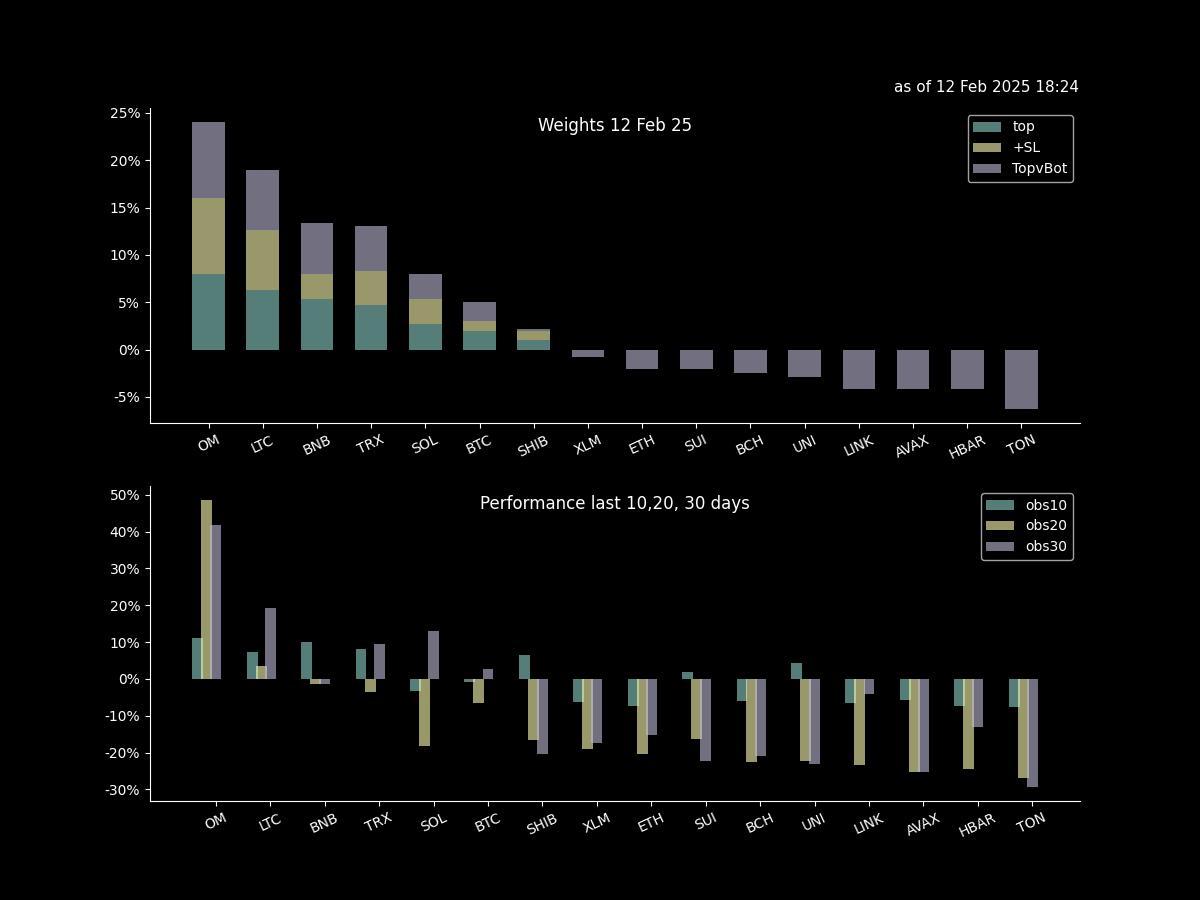 as of 12 Feb 2025 18:24
Weights 12 Feb 25
top
+SL
TopvBot
25%
20%
15%
10%
5%
0%
-5%
OM LTC BNB TRX SOL BTC SHIB XLM ETH SUI BCH UNI LINK AVAX HBAR TON
Performance last 10,20, 30 days
obs10
obs20
obs30
50%
40%
30%
20%
10%
0%
-10%
-20%
-30%
OM LTC BNB TRX SOL BTC SHIB XLM ETH SUI BCH UNI LINK AVAX HBAR TON